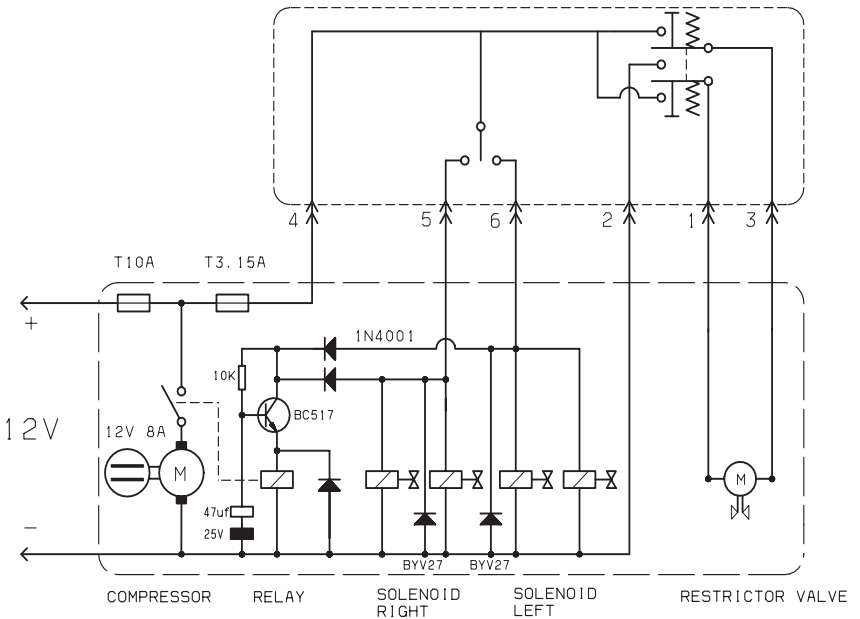 4 5 6 2 1 3
T10A T3.15A
+
1N4001
10K
BC517
12V
12V 8A
M
M
47uf
25V
−
BYV27 BYV27
COMPRESSOR RELAY SOLENOID RIGHT SOLENOID LEFT RESTRICTOR VALVE